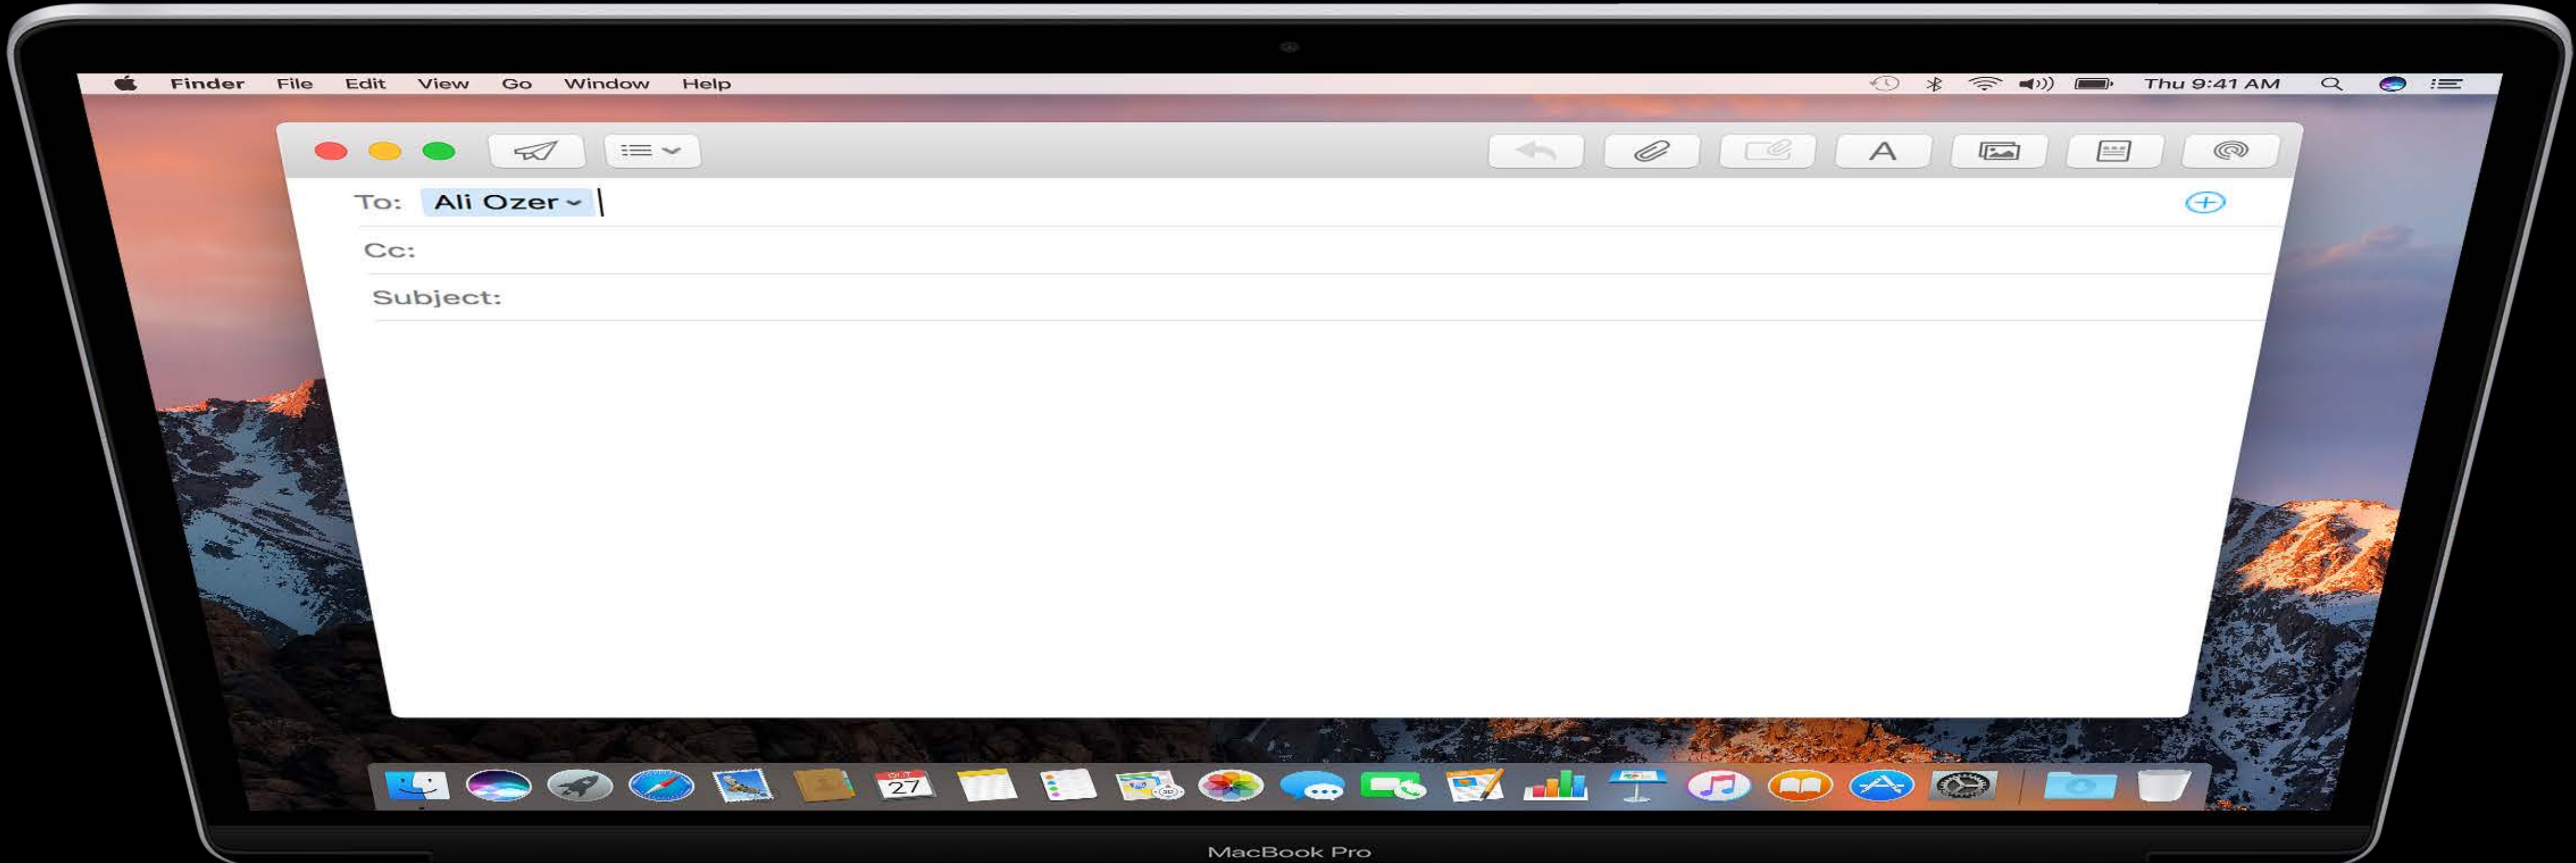 Finder File Edit View Go Window Help Thu 9:41 AM
A
To: Ali Ozer
Cc:
Subject:
OCT
27
MacBook Pro